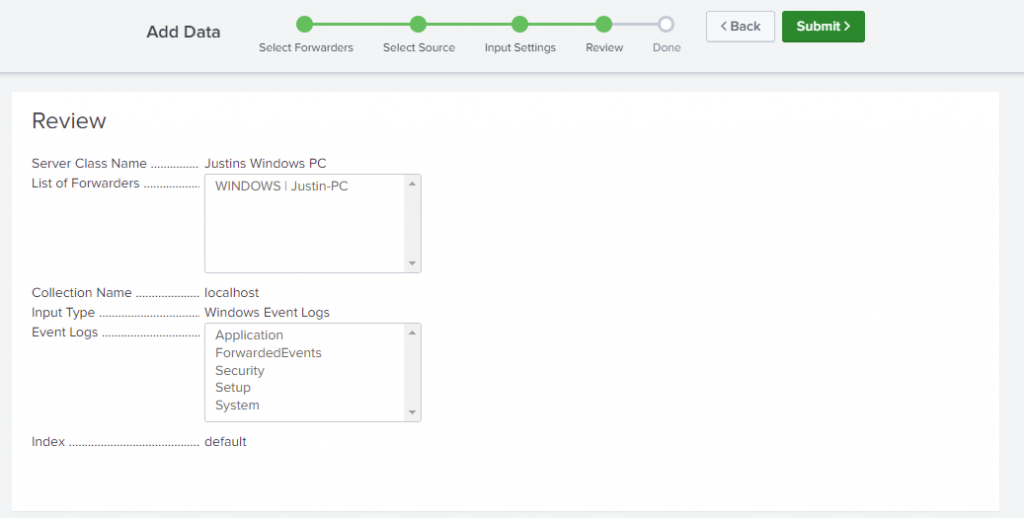 Add Data
Select Forwarders
Select Source
Input Settings
Review
Done
< Back
Submit >
Review
Server Class Name ............... Justins Windows PC
List of Forwarders ................. WINDOWS | Justin-PC
Collection Name .................... localhost
Input Type ................................ Windows Event Logs
Event Logs ............................... Application
ForwardedEvents
Security
Setup
System
Index ......................................... default